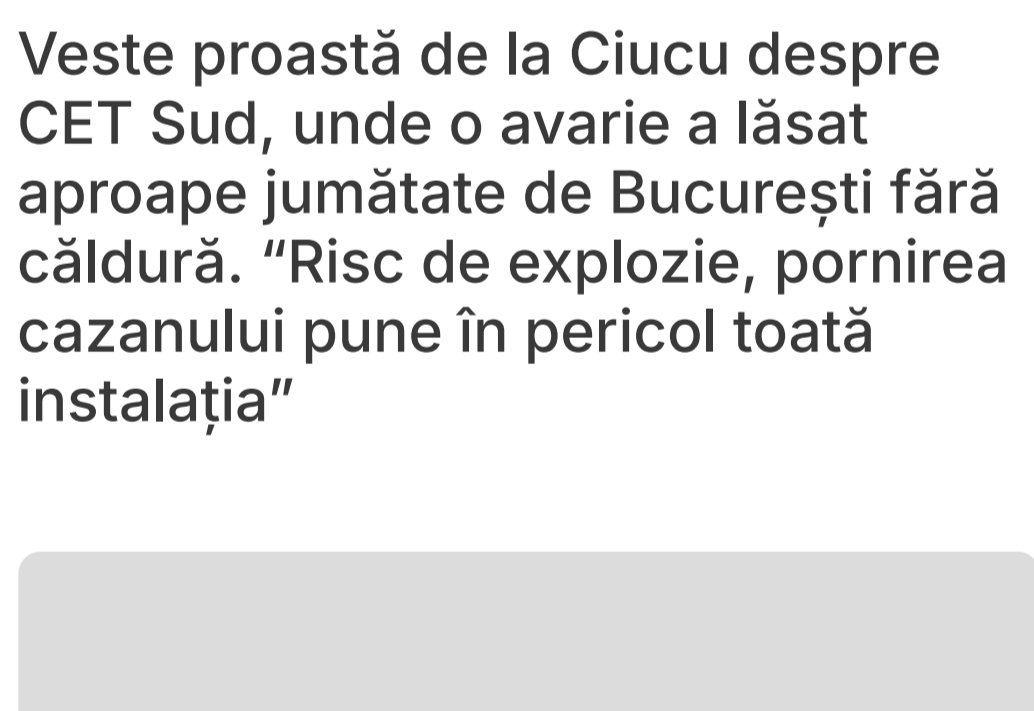 Veste proastă de la Ciucu despre
CET Sud, unde o avarie a lăsat
aproape jumătate de București fără
căldură. “Risc de explozie, pornirea
cazanului pune în pericol toată
instalația”